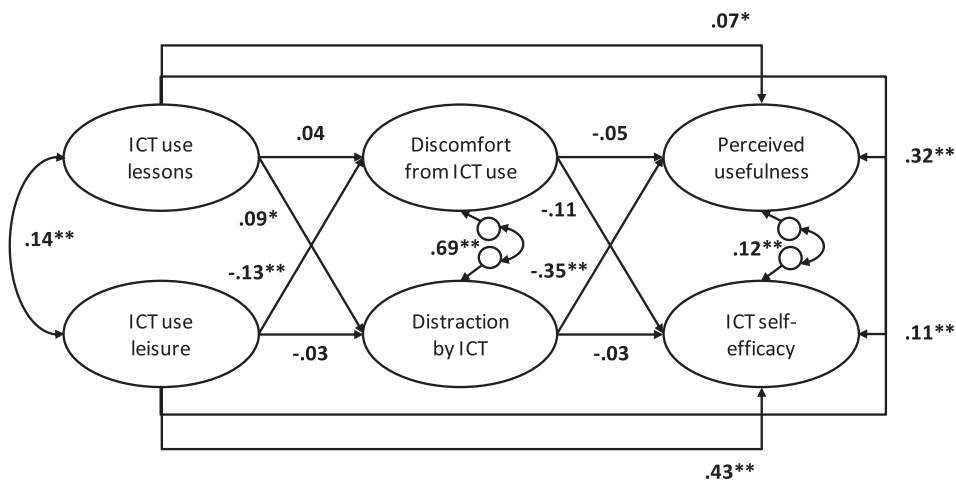 .07*
ICT use
lessons
.04
Discomfort
from ICT use
-.05
Perceived
usefulness
.32**
.09*
-.11
.14**
.69**
.12**
-.13**
-.35**
ICT use
leisure
-.03
Distraction
by ICT
-.03
ICT self-
efficacy
.11**
.43**